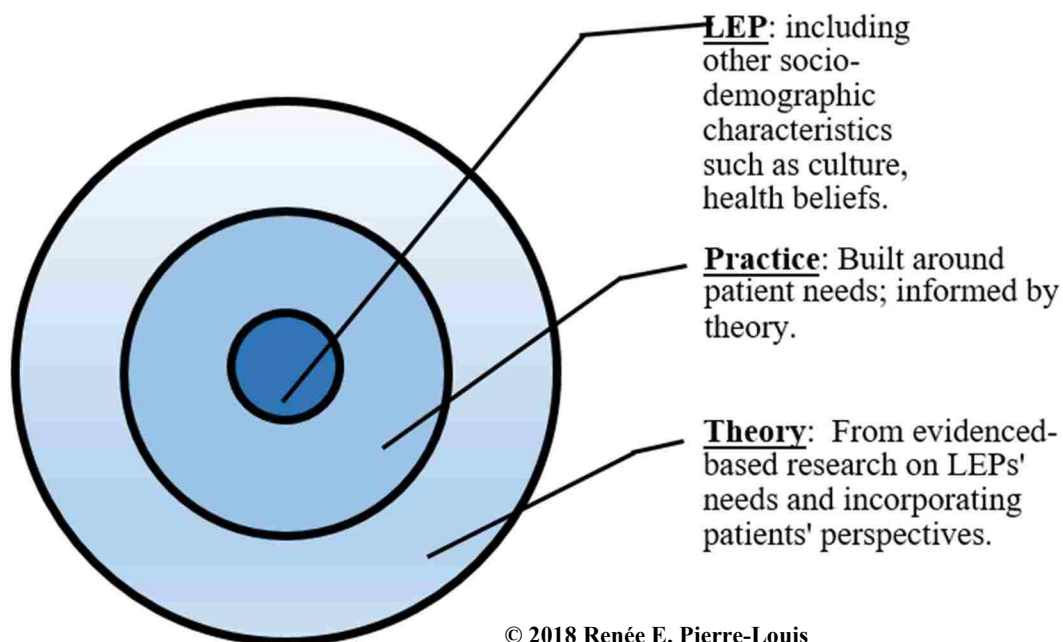 LEP: including
other socio-
demographic
characteristics
such as culture,
health beliefs.
Practice: Built around
patient needs; informed by
theory.
Theory: From evidenced-
based research on LEPs'
needs and incorporating
patients' perspectives.
© 2018 Renée E. Pierre-Louis